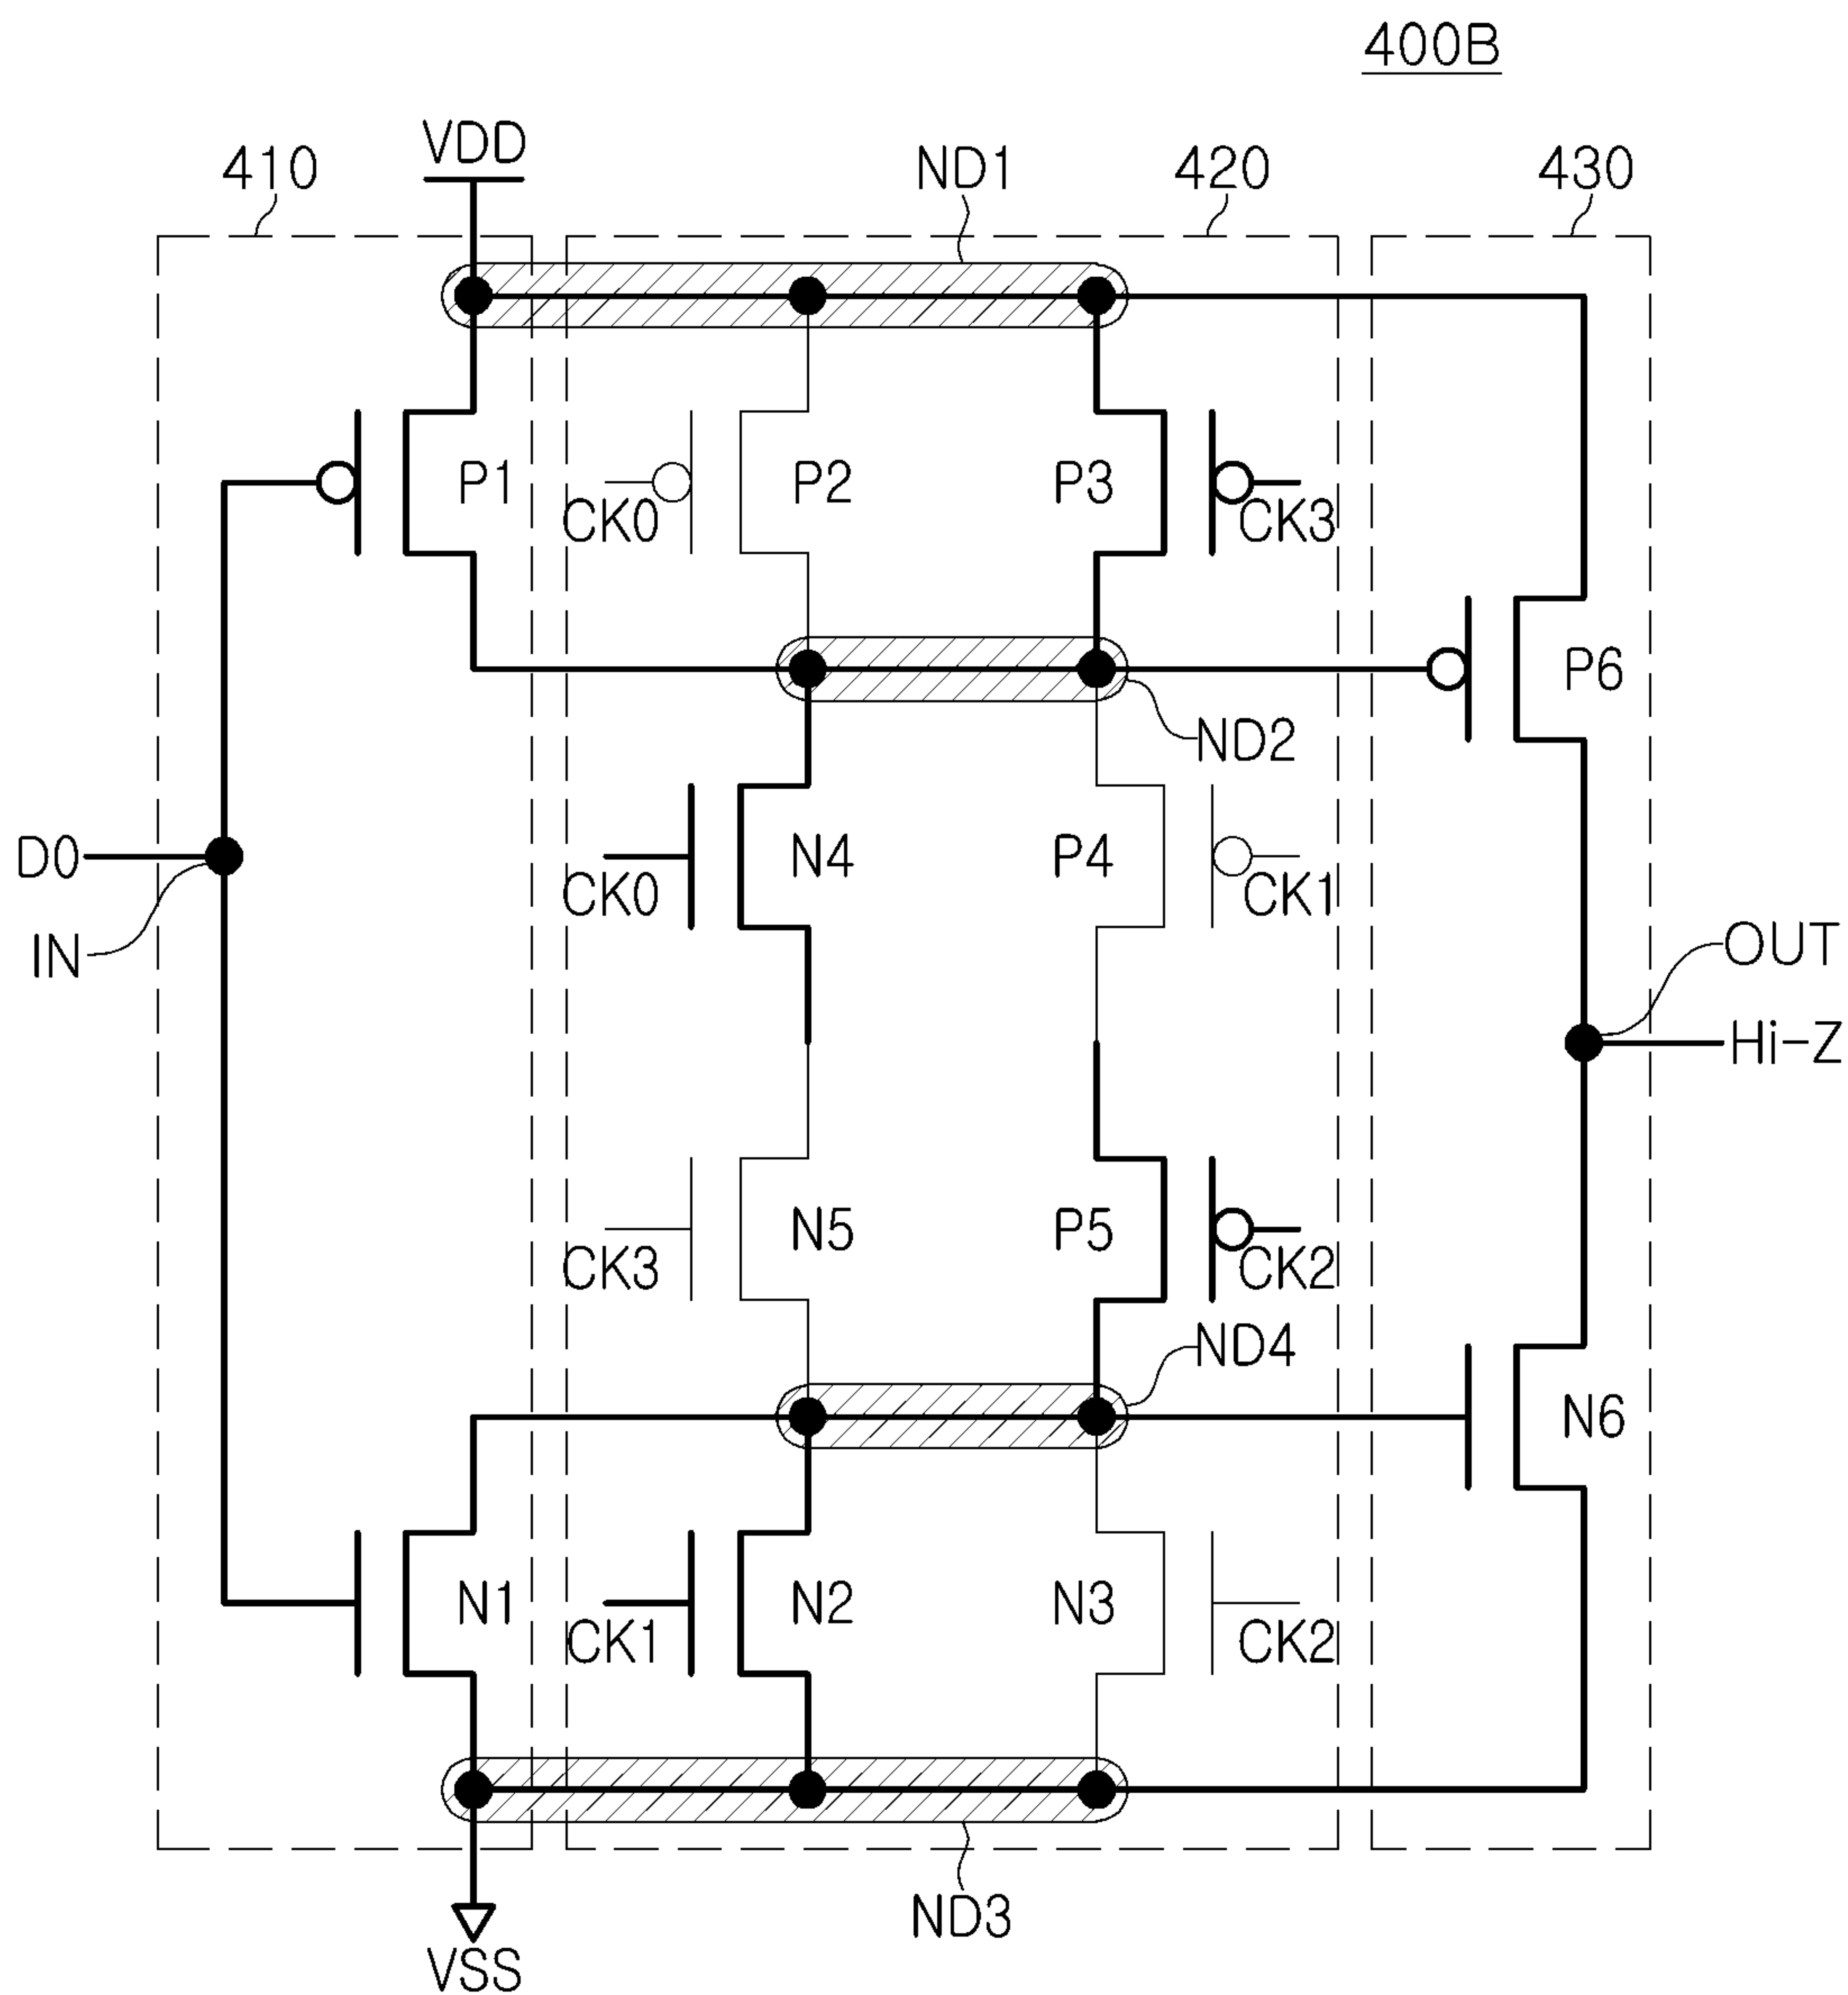 400B
VDD
410
ND1
420
430
P1
P2
P3
CK0
CK3
P6
ND2
D0
N4
P4
CK0
CK1
IN
OUT
Hi-Z
N5
P5
CK3
CK2
ND4
N6
N1
N2
N3
CK1
CK2
ND3
VSS